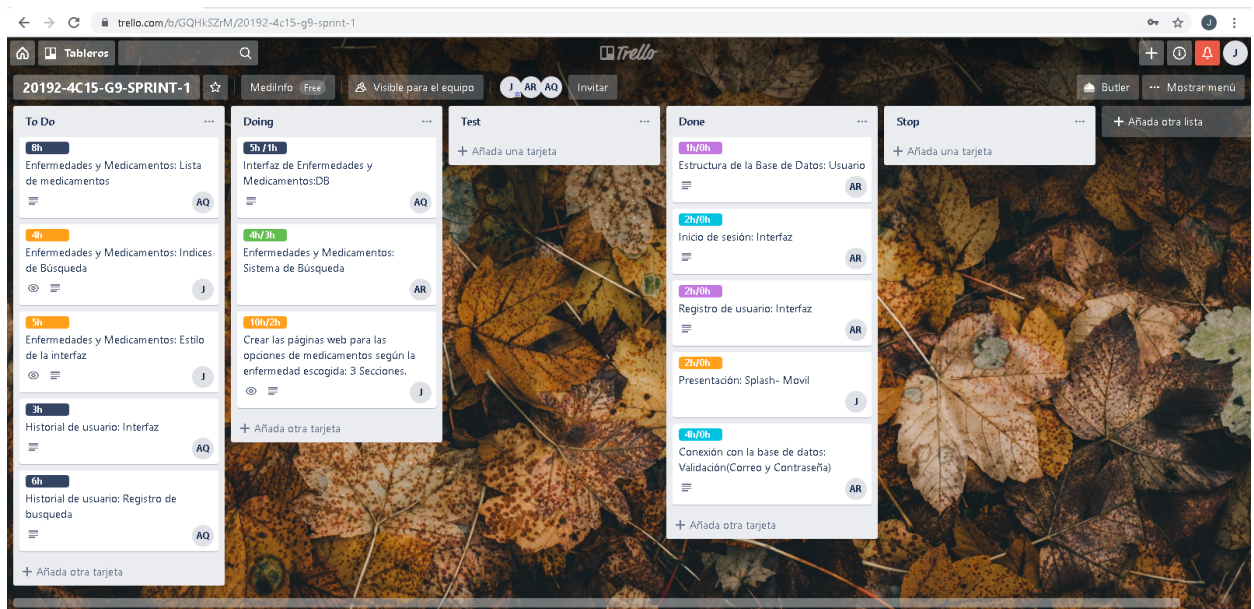 trello.com/b/GQHkSZrM/20192-4c15-g9-sprint-1
J
Tableros
Trello
J
20192-4C15-G9-SPRINT-1
MediInfo Free
Visible para el equipo
J AR AQ
Invitar
Butler
Mostrar menú
To Do
8h
Enfermedades y Medicamentos: Lista
de medicamentos
AQ
4h
Enfermedades y Medicamentos: Indices
de Búsqueda
J
5h
Enfermedades y Medicamentos: Estilo
de la interfaz
J
3h
Historial de usuario: Interfaz
AQ
6h
Historial de usuario: Registro de
busqueda
AQ
+ Añada otra tarjeta
Doing
5h /1h
Interfaz de Enfermedades y
Medicamentos:DB
AQ
4h/3h
Enfermedades y Medicamentos:
Sistema de Búsqueda
AR
10h/2h
Crear las páginas web para las
opciones de medicamentos según la
enfermedad escogida: 3 Secciones.
J
+ Añada otra tarjeta
Test
+ Añada una tarjeta
Done
1h/0h
Estructura de la Base de Datos: Usuario
AR
2h/0h
Inicio de sesión: Interfaz
AR
2h/0h
Registro de usuario: Interfaz
AR
2h/0h
Presentación: Splash- Movil
J
4h/0h
Conexión con la base de datos:
Validación(Correo y Contraseña)
AR
+ Añada otra tarjeta
Stop
+ Añada una tarjeta
+ Añada otra lista